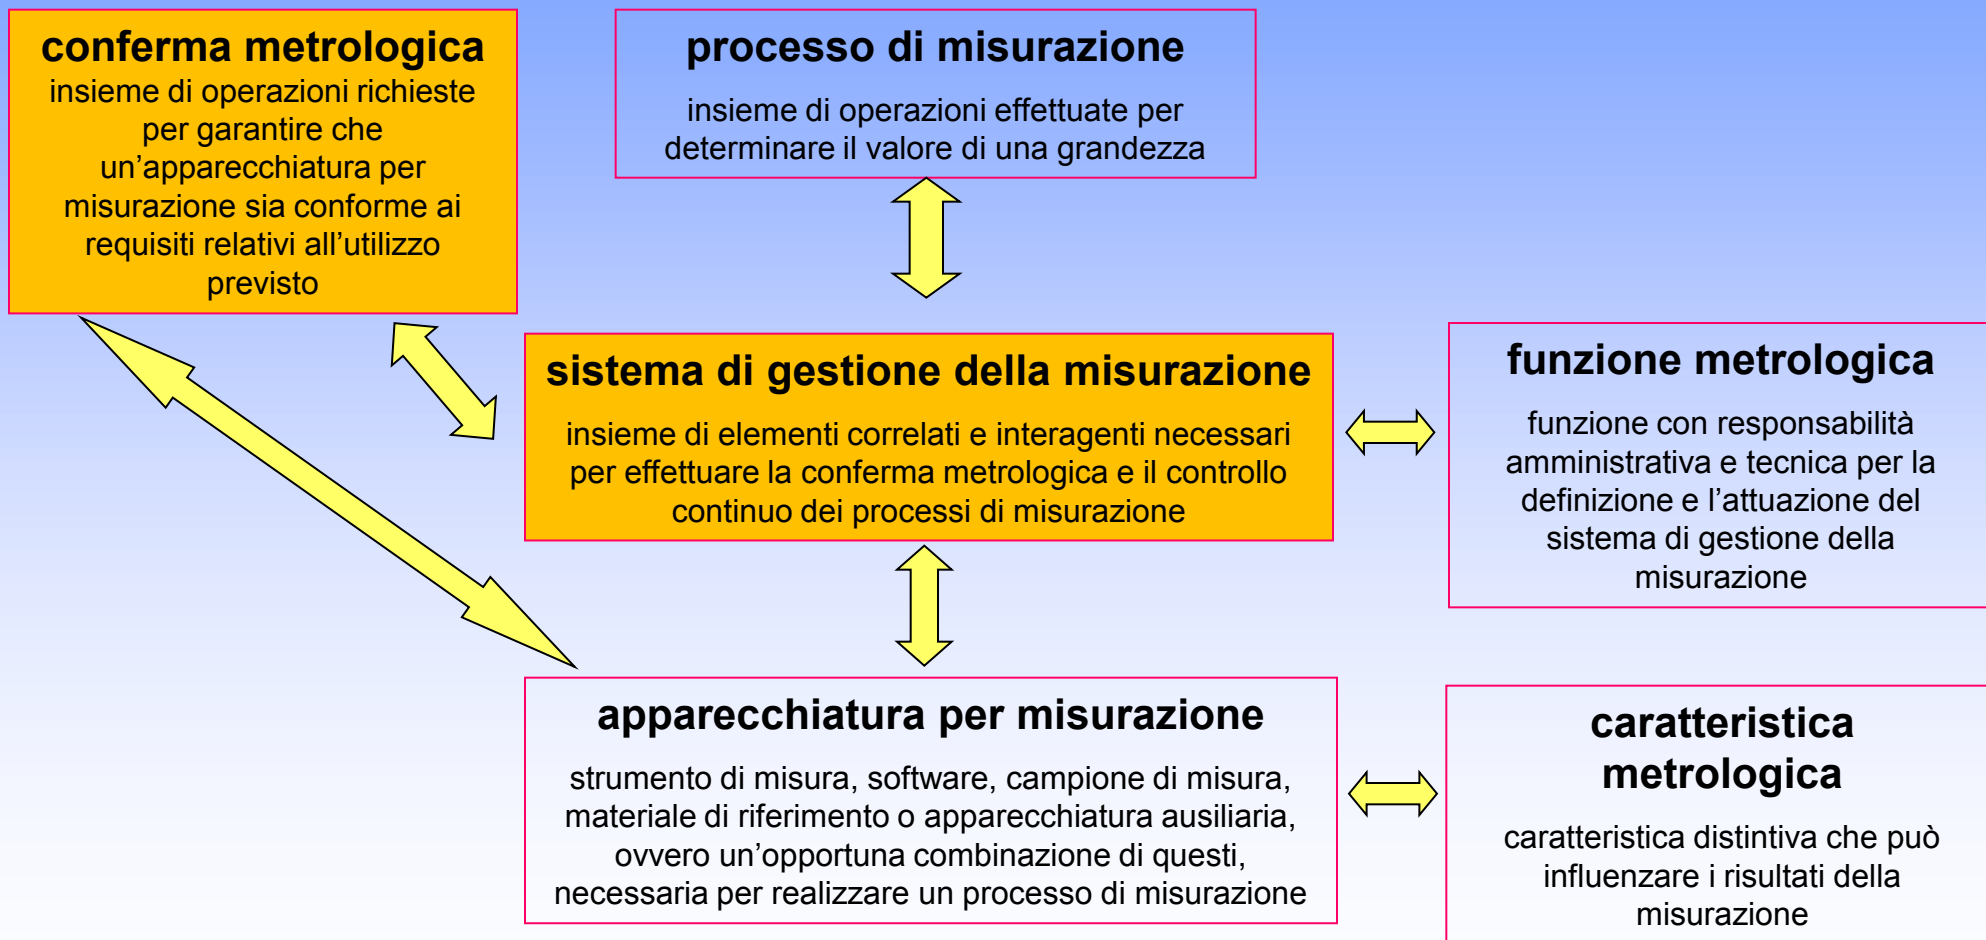 conferma metrologica
insieme di operazioni richieste
per garantire che
un’apparecchiatura per
misurazione sia conforme ai
requisiti relativi all’utilizzo
previsto
processo di misurazione
insieme di operazioni effettuate per
determinare il valore di una grandezza
sistema di gestione della misurazione
insieme di elementi correlati e interagenti necessari
per effettuare la conferma metrologica e il controllo
continuo dei processi di misurazione
funzione metrologica
funzione con responsabilità
amministrativa e tecnica per la
definizione e l’attuazione del
sistema di gestione della
misurazione
apparecchiatura per misurazione
strumento di misura, software, campione di misura,
materiale di riferimento o apparecchiatura ausiliaria,
ovvero un’opportuna combinazione di questi,
necessaria per realizzare un processo di misurazione
caratteristica
metrologica
caratteristica distintiva che può
influenzare i risultati della
misurazione